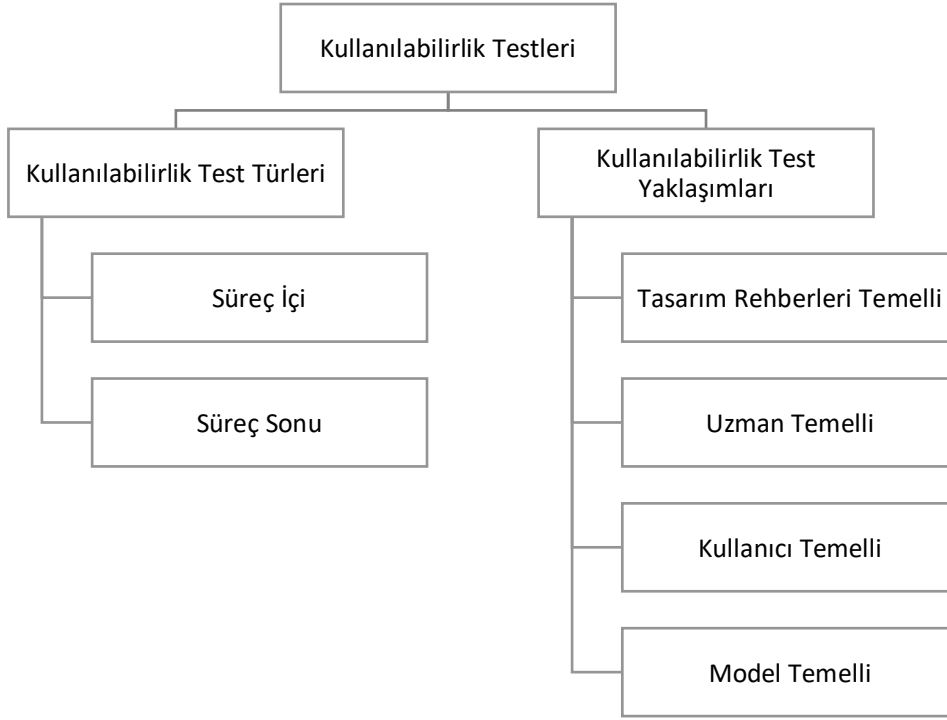 Kullanılabilirlik Testleri
Kullanılabilirlik Test Türleri
Süreç İçi
Süreç Sonu
Kullanılabilirlik Test
Yaklaşımları
Tasarım Rehberleri Temelli
Uzman Temelli
Kullanıcı Temelli
Model Temelli